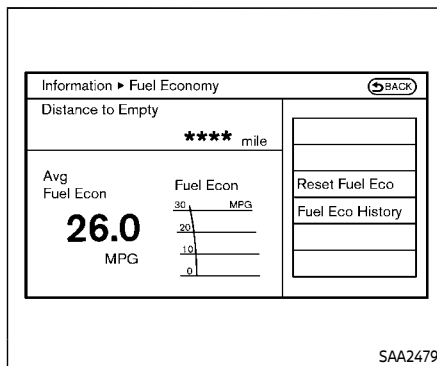 Information ▶ Fuel Economy
BACK
Distance to Empty
**** mile
Avg
Fuel Econ
26.0
MPG
Fuel Econ
30 MPG
20
10
0
Reset Fuel Eco
Fuel Eco History
SAA2479